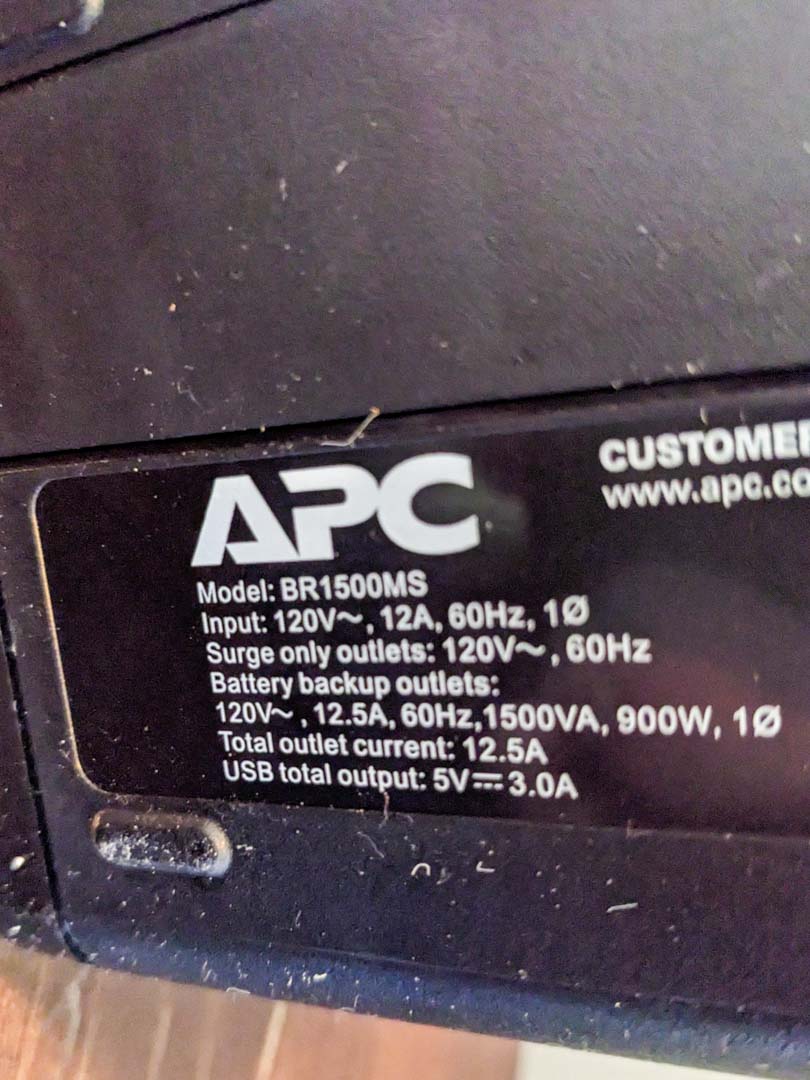 APC
Model: BR1500MS
Input: 120V~, 12A, 60Hz, 1Ø
Surge only outlets: 120V~, 60Hz
Battery backup outlets:
120V~, 12.5A, 60Hz,1500VA, 900W, 1Ø
Total outlet current: 12.5A
USB total output: 5V⎓3.0A
CUSTOMER
www.apc.co